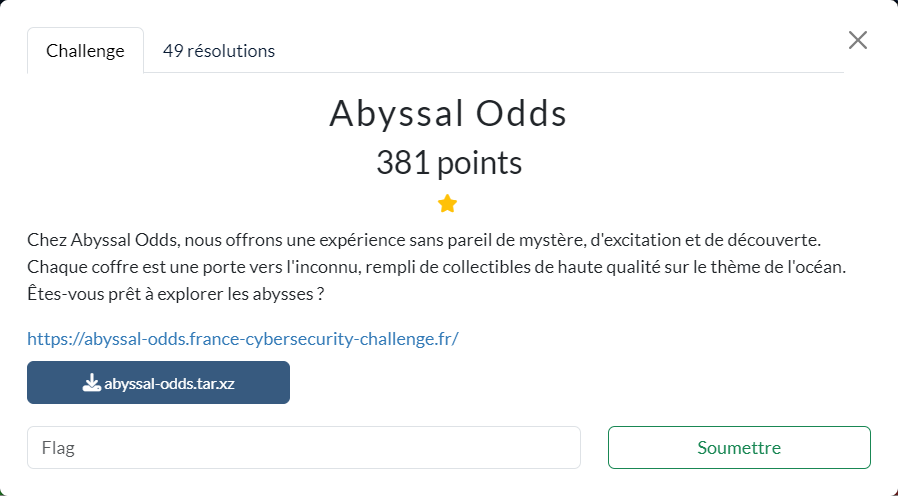 Challenge
49 résolutions
Abyssal Odds
381 points
Chez Abyssal Odds, nous offrons une expérience sans pareil de mystère, d'excitation et de découverte.
Chaque coffre est une porte vers l'inconnu, rempli de collectibles de haute qualité sur le thème de l'océan.
Êtes-vous prêt à explorer les abysses ?
https://abyssal-odds.france-cybersecurity-challenge.fr/
abyssal-odds.tar.xz
Flag
Soumettre